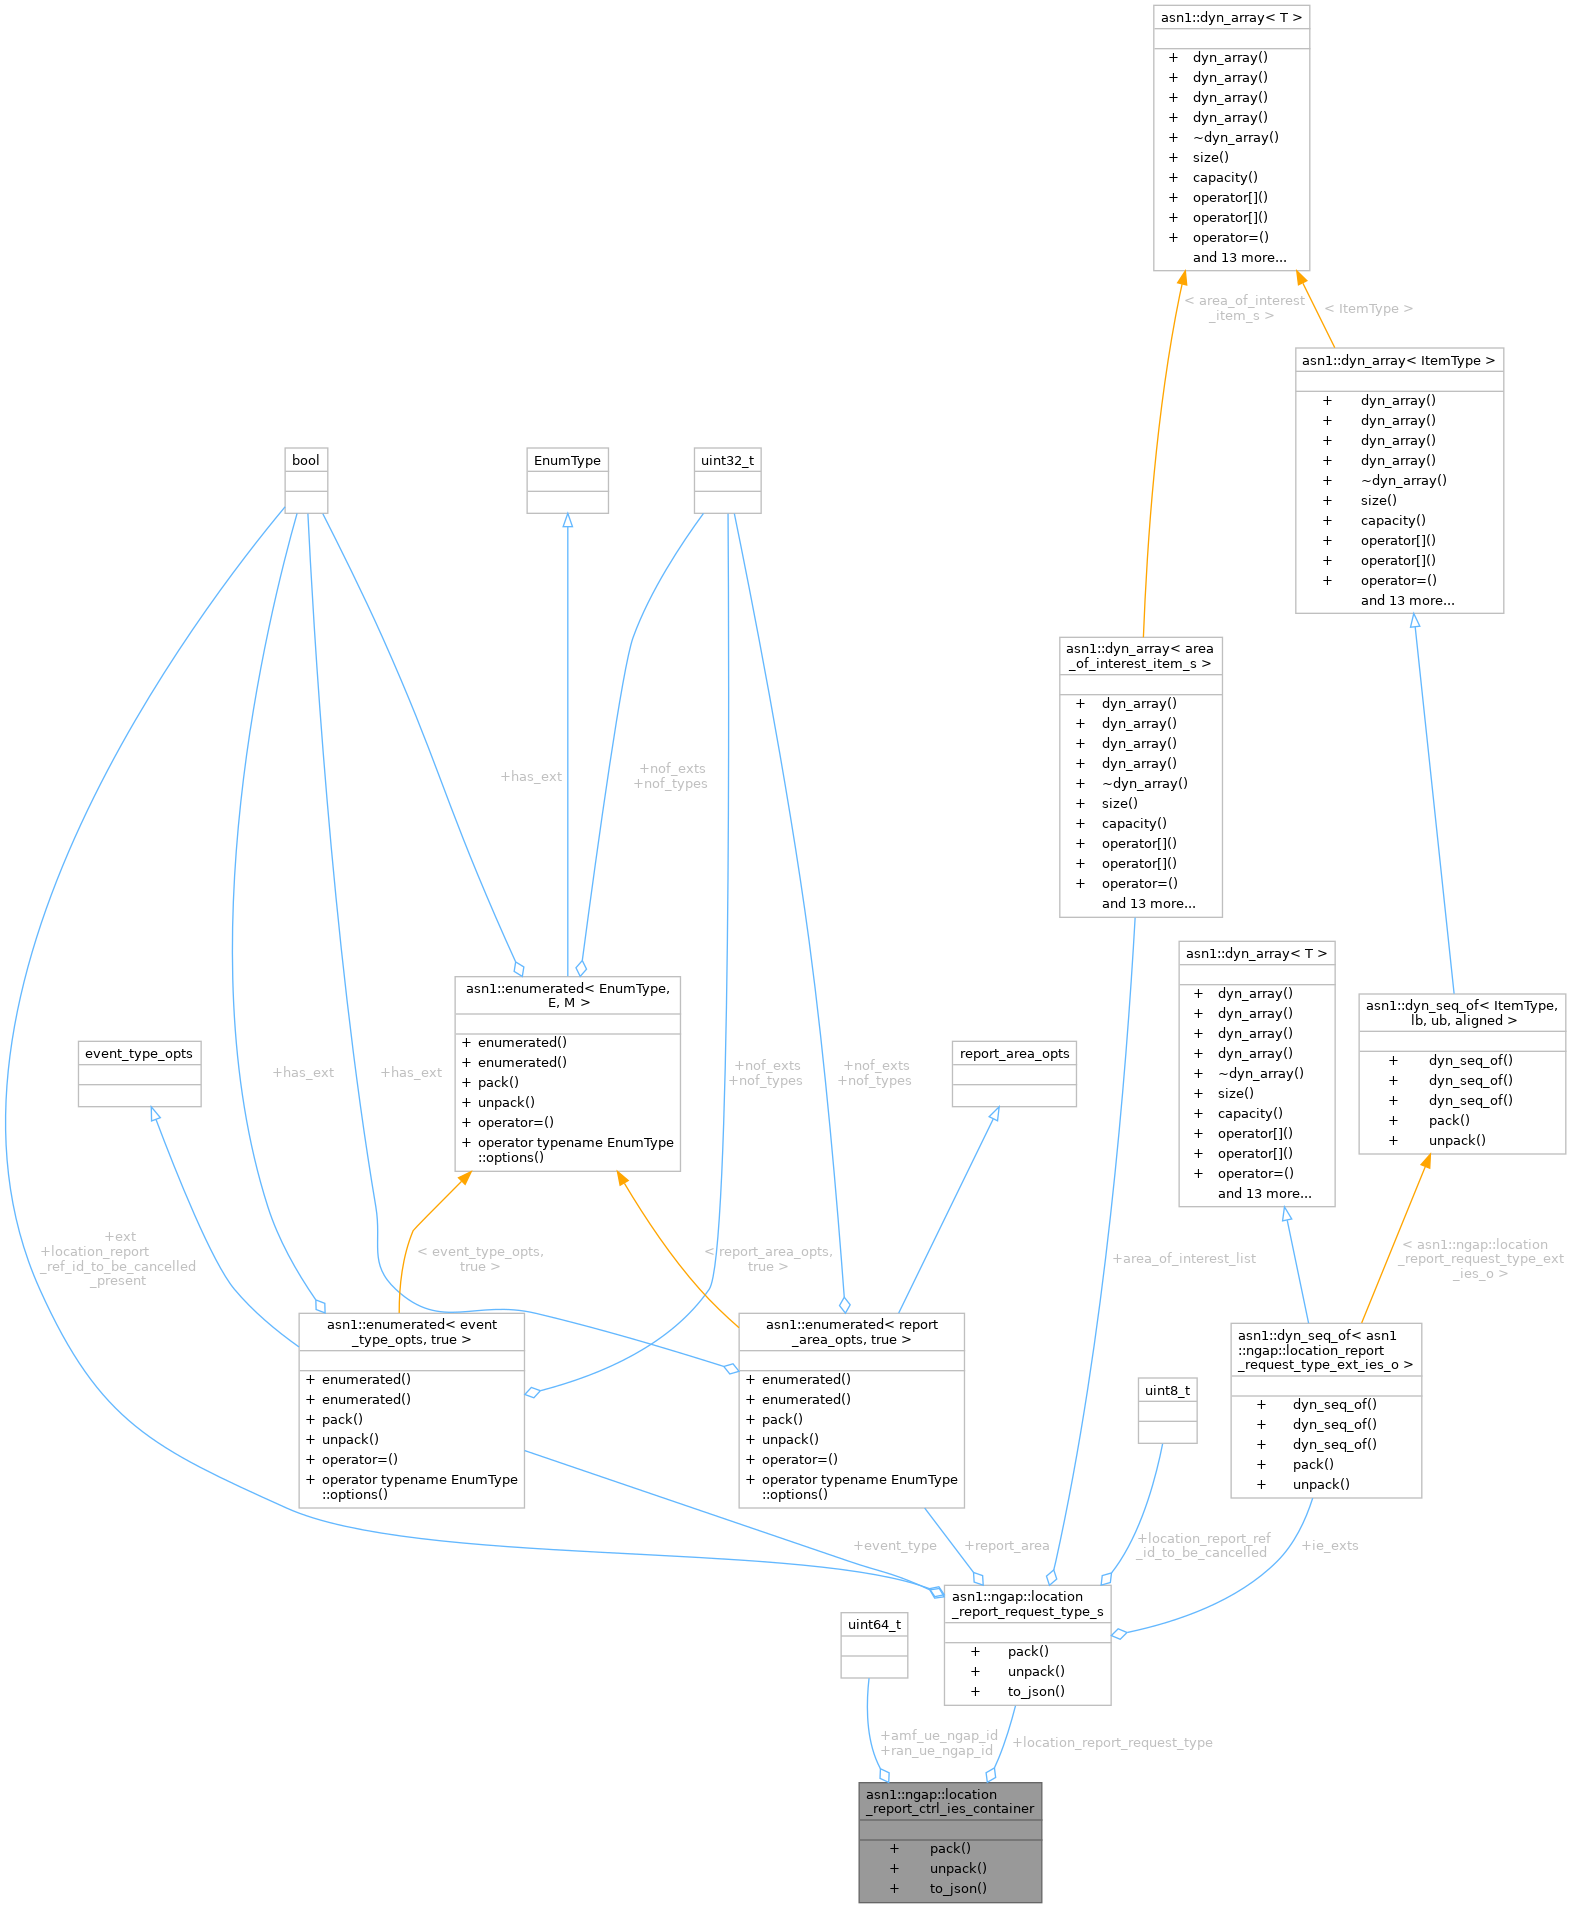 asn1::dyn_array< T >
+ dyn_array()
+ dyn_array()
+ dyn_array()
+ dyn_array()
+ ~dyn_array()
+ size()
+ capacity()
+ operator[]()
+ operator[]()
+ operator=()
and 13 more...
< area_of_interest
_item_s >
< ItemType >
asn1::dyn_array< ItemType >
+ dyn_array()
+ dyn_array()
+ dyn_array()
+ dyn_array()
+ ~dyn_array()
+ size()
+ capacity()
+ operator[]()
+ operator[]()
+ operator=()
and 13 more...
bool
EnumType
uint32_t
asn1::dyn_array< area
_of_interest_item_s >
+ dyn_array()
+ dyn_array()
+ dyn_array()
+ dyn_array()
+ ~dyn_array()
+ size()
+ capacity()
+ operator[]()
+ operator[]()
+ operator=()
and 13 more...
+has_ext
+nof_exts
+nof_types
asn1::enumerated< EnumType,
E, M >
+ enumerated()
+ enumerated()
+ pack()
+ unpack()
+ operator=()
+ operator typename EnumType
::options()
asn1::dyn_array< T >
+ dyn_array()
+ dyn_array()
+ dyn_array()
+ dyn_array()
+ ~dyn_array()
+ size()
+ capacity()
+ operator[]()
+ operator[]()
+ operator=()
and 13 more...
asn1::dyn_seq_of< ItemType,
lb, ub, aligned >
+ dyn_seq_of()
+ dyn_seq_of()
+ dyn_seq_of()
+ pack()
+ unpack()
event_type_opts
+has_ext
+has_ext
+nof_exts
+nof_types
+nof_exts
+nof_types
report_area_opts
+ext
+location_report
_ref_id_to_be_cancelled
_present
< event_type_opts,
true >
< report_area_opts,
true >
+area_of_interest_list
< asn1::ngap::location
_report_request_type_ext
_ies_o >
asn1::enumerated< event
_type_opts, true >
+ enumerated()
+ enumerated()
+ pack()
+ unpack()
+ operator=()
+ operator typename EnumType
::options()
asn1::enumerated< report
_area_opts, true >
+ enumerated()
+ enumerated()
+ pack()
+ unpack()
+ operator=()
+ operator typename EnumType
::options()
uint8_t
asn1::dyn_seq_of< asn1
::ngap::location_report
_request_type_ext_ies_o >
+ dyn_seq_of()
+ dyn_seq_of()
+ dyn_seq_of()
+ pack()
+ unpack()
+event_type
+report_area
+location_report_ref
_id_to_be_cancelled
+ie_exts
uint64_t
asn1::ngap::location
_report_request_type_s
+ pack()
+ unpack()
+ to_json()
+amf_ue_ngap_id
+ran_ue_ngap_id
+location_report_request_type
asn1::ngap::location
_report_ctrl_ies_container
+ pack()
+ unpack()
+ to_json()